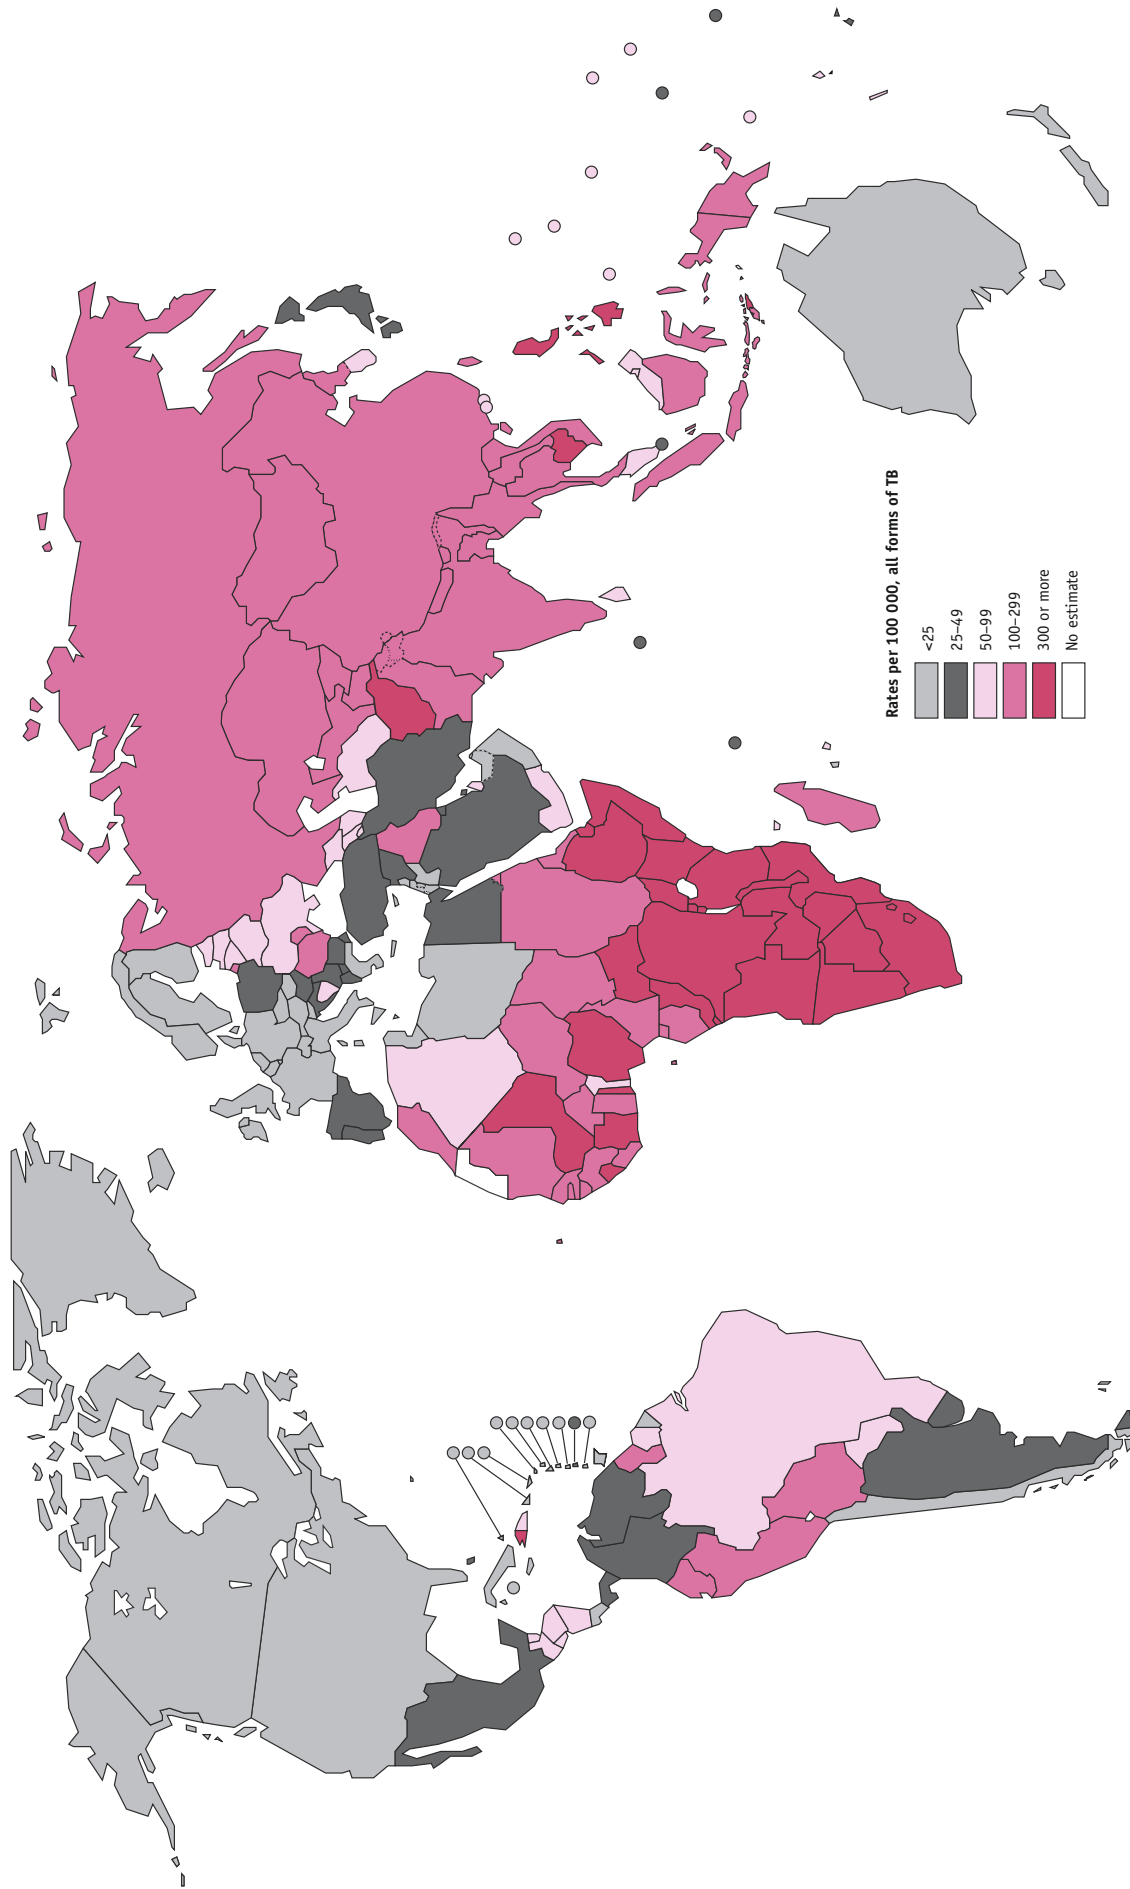 Rates per 100 000, all forms of TB
<25
25–49
50–99
100–299
300 or more
No estimate